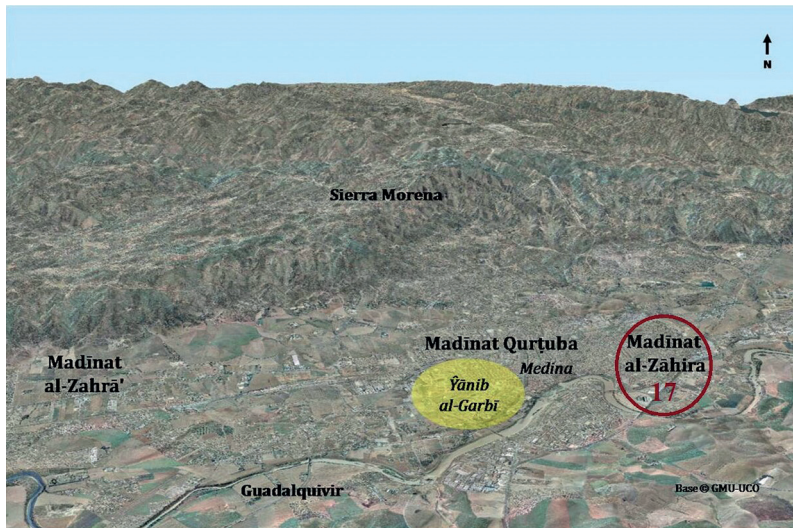 N
Sierra Morena
Madīnat
al-Zahrā'
Madīnat Qurṭuba
Medina
Ŷānib
al-Garbī
Madīnat
al-Zāhira
17
Guadalquivir
Base © GMU-UCO